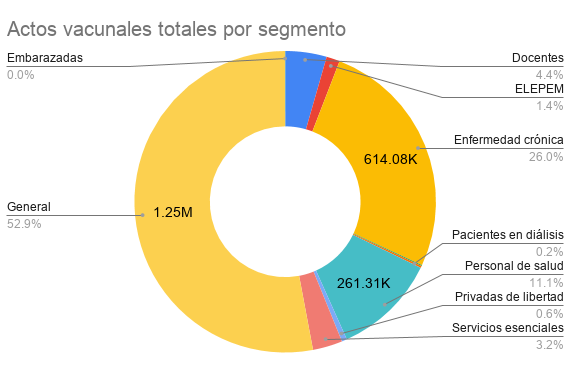 Actos vacunales totales por segmento
Embarazadas
0.0%
Docentes
4.4%
ELEPEM
1.4%
Enfermedad crónica
26.0%
614.08K
General
52.9%
1.25M
Pacientes en diálisis
0.2%
Personal de salud
11.1%
261.31K
Privadas de libertad
0.6%
Servicios esenciales
3.2%